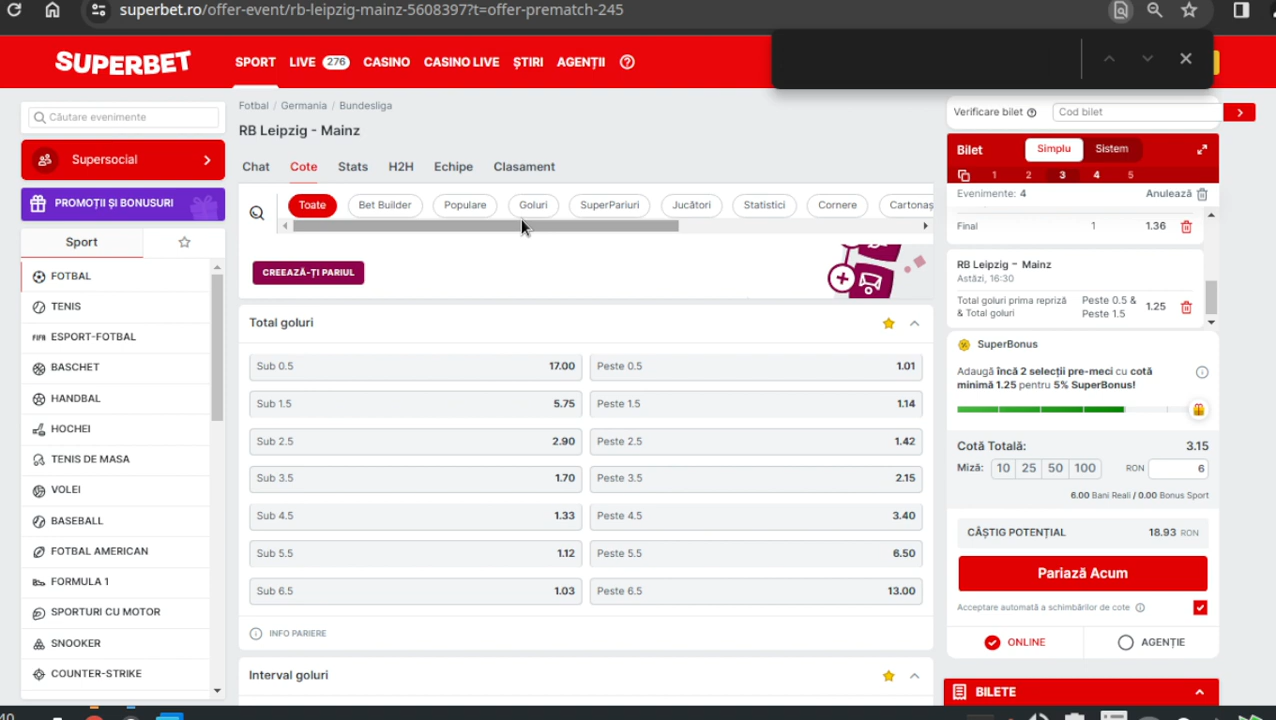 superbet.ro/offer-event/rb-leipzig-mainz-5608397?t=offer-prematch-245
SUPERBET
SPORT LIVE 276 CASINO CASINO LIVE ȘTIRI AGENȚII
Căutare evenimente
Supersocial
PROMOȚII ȘI BONUSURI
Sport
FOTBAL
TENIS
FIFA ESPORT-FOTBAL
BASCHET
HANDBAL
HOCHEI
TENIS DE MASA
VOLEI
BASEBALL
FOTBAL AMERICAN
FORMULA 1
SPORTURI CU MOTOR
SNOOKER
COUNTER-STRIKE
Fotbal / Germania / Bundesliga
RB Leipzig - Mainz
Chat Cote Stats H2H Echipe Clasament
Toate Bet Builder Populare Goluri SuperPariuri Jucători Statistici Cornere Cartonaș
CREEAZĂ-ȚI PARIUL
Total goluri
Sub 0.5 17.00 Peste 0.5 1.01
Sub 1.5 5.75 Peste 1.5 1.14
Sub 2.5 2.90 Peste 2.5 1.42
Sub 3.5 1.70 Peste 3.5 2.15
Sub 4.5 1.33 Peste 4.5 3.40
Sub 5.5 1.12 Peste 5.5 6.50
Sub 6.5 1.03 Peste 6.5 13.00
INFO PARIERE
Interval goluri
Verificare bilet Cod bilet
Bilet Simplu Sistem
1 2 3 4 5
Evenimente: 4 Anulează
Final 1 1.36
RB Leipzig - Mainz
Astăzi, 16:30
Total goluri prima repriză Peste 0.5 & 1.25
& Total goluri Peste 1.5
SuperBonus
Adaugă încă 2 selecții pre-meci cu cotă
minimă 1.25 pentru 5% SuperBonus!
Cotă Totală: 3.15
Miză: 10 25 50 100 RON 6
6.00 Bani Reali / 0.00 Bonus Sport
CÂȘTIG POTENȚIAL 18.93 RON
Pariază Acum
Acceptare automată a schimbărilor de cote
ONLINE AGENȚIE
BILETE
40